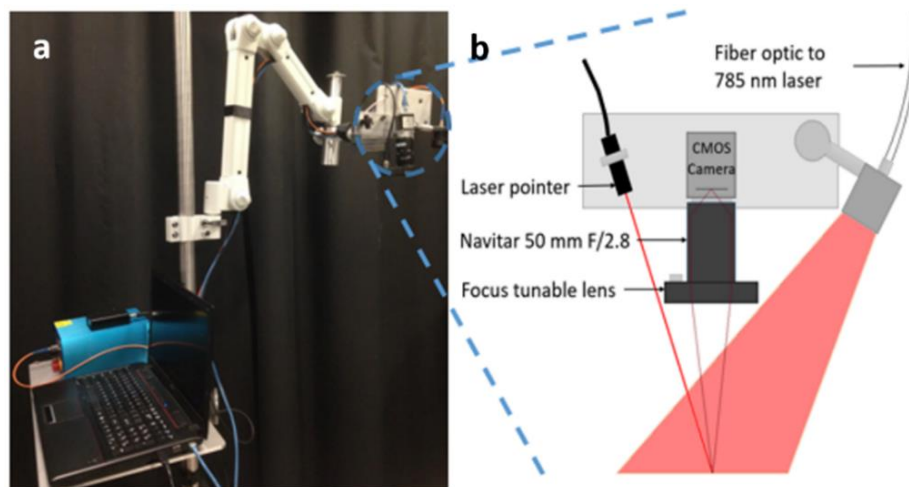 a
b
Fiber optic to
785 nm laser
CMOS
Camera
Laser pointer
Navitar 50 mm F/2.8
Focus tunable lens